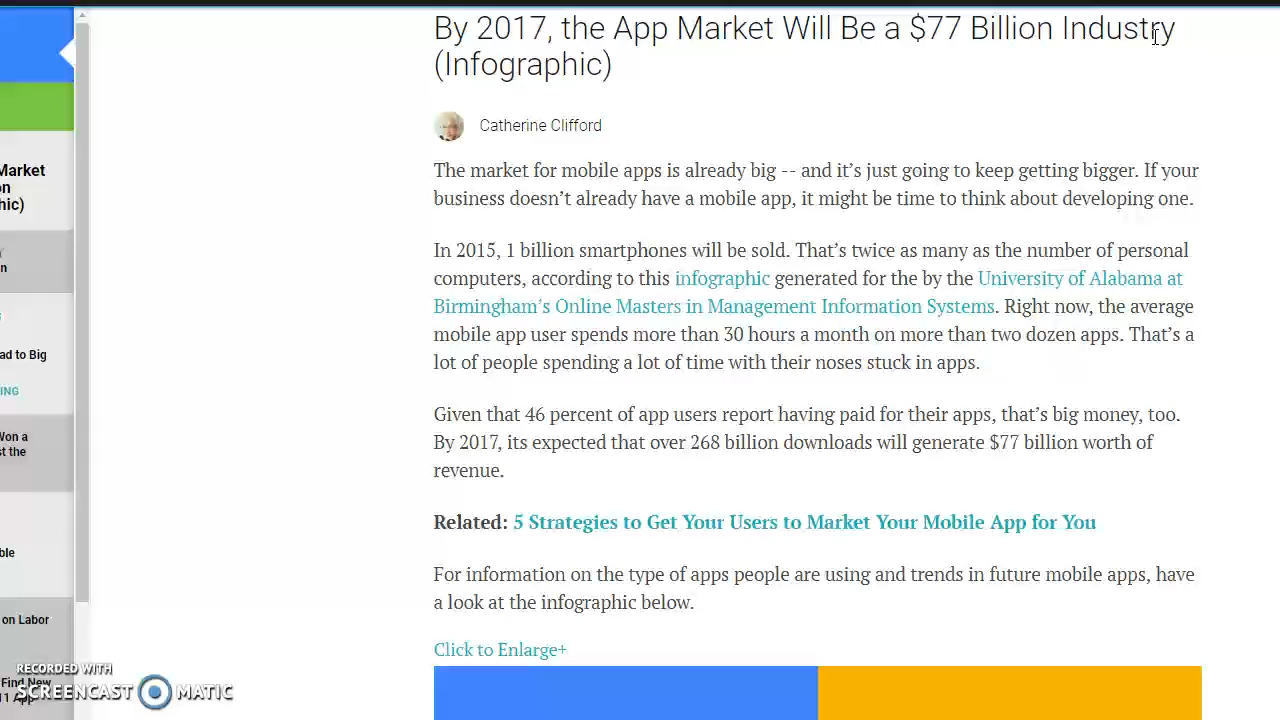 By 2017, the App Market Will Be a $77 Billion Industry
(Infographic)
Catherine Clifford
The market for mobile apps is already big -- and it’s just going to keep getting bigger. If your
business doesn’t already have a mobile app, it might be time to think about developing one.
In 2015, 1 billion smartphones will be sold. That’s twice as many as the number of personal
computers, according to this infographic generated for the by the University of Alabama at
Birmingham’s Online Masters in Management Information Systems. Right now, the average
mobile app user spends more than 30 hours a month on more than two dozen apps. That’s a
lot of people spending a lot of time with their noses stuck in apps.
Given that 46 percent of app users report having paid for their apps, that’s big money, too.
By 2017, its expected that over 268 billion downloads will generate $77 billion worth of
revenue.
Related: 5 Strategies to Get Your Users to Market Your Mobile App for You
For information on the type of apps people are using and trends in future mobile apps, have
a look at the infographic below.
Click to Enlarge+
Market
on
hic)
n
ad to Big
ING
Won a
st the
ble
on Labor
Find New
11 App
RECORDED WITH
SCREENCAST MATIC